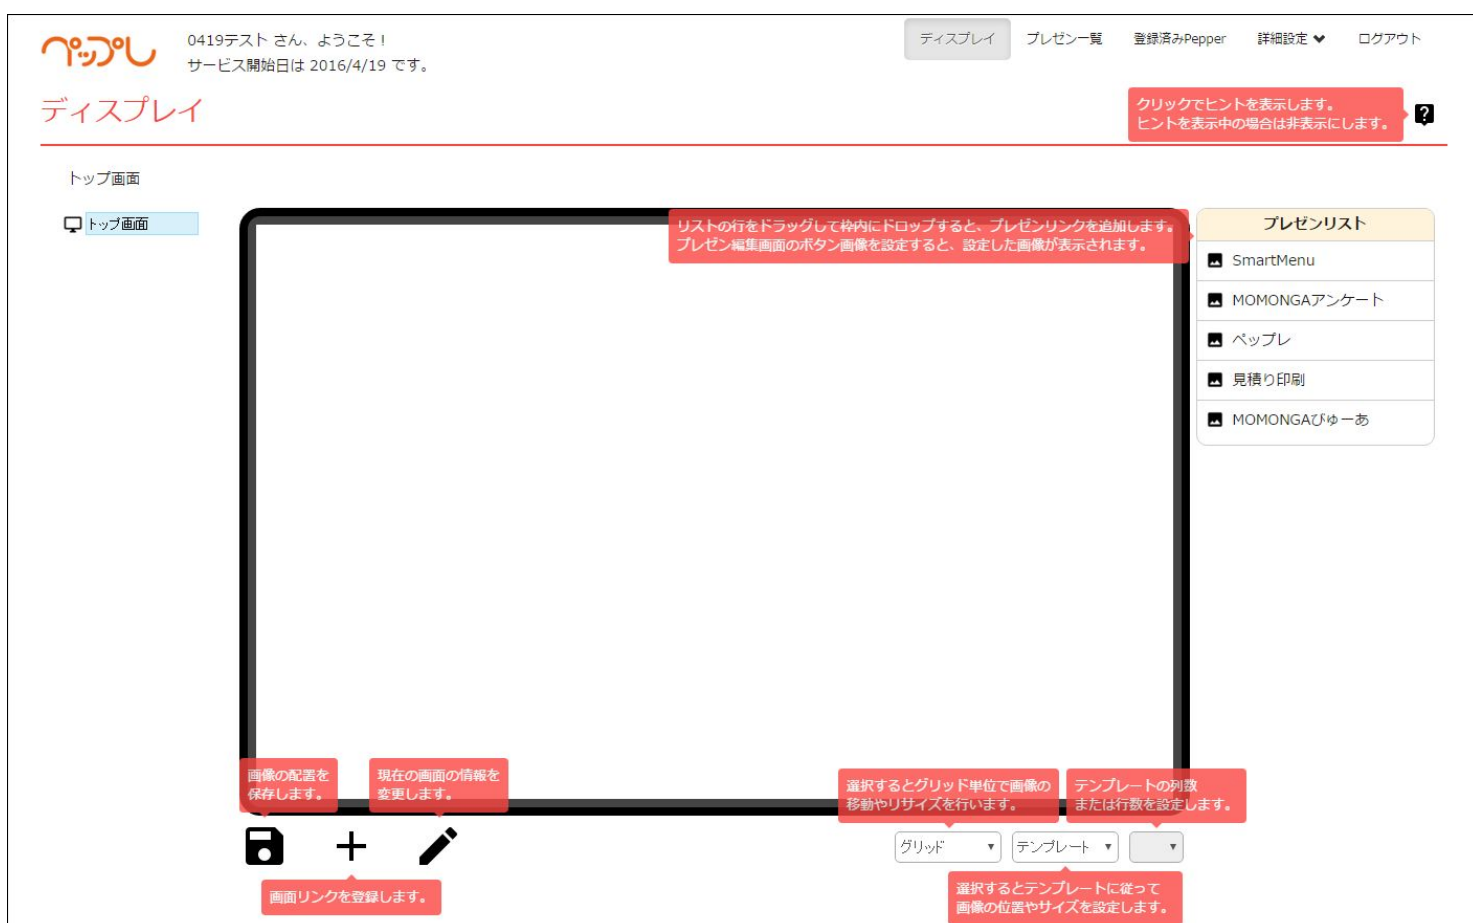 ペップレ
0419テスト さん、ようこそ！
サービス開始日は 2016/4/19 です。
ディスプレイ
プレゼン一覧
登録済みPepper
詳細設定
ログアウト
ディスプレイ
クリックでヒントを表示します。
ヒントを表示中の場合は非表示にします。
トップ画面
トップ画面
リストの行をドラッグして枠内にドロップすると、プレゼンリンクを追加します。
プレゼン編集画面のボタン画像を設定すると、設定した画像が表示されます。
プレゼンリスト
SmartMenu
MOMONGAアンケート
ペップレ
見積り印刷
MOMONGAびゅーあ
画像の配置を
保存します。
現在の画面の情報を
変更します。
選択するとグリッド単位で画像の
移動やリサイズを行います。
テンプレートの列数
または行数を設定します。
グリッド
テンプレート
画面リンクを登録します。
選択するとテンプレートに従って
画像の位置やサイズを設定します。